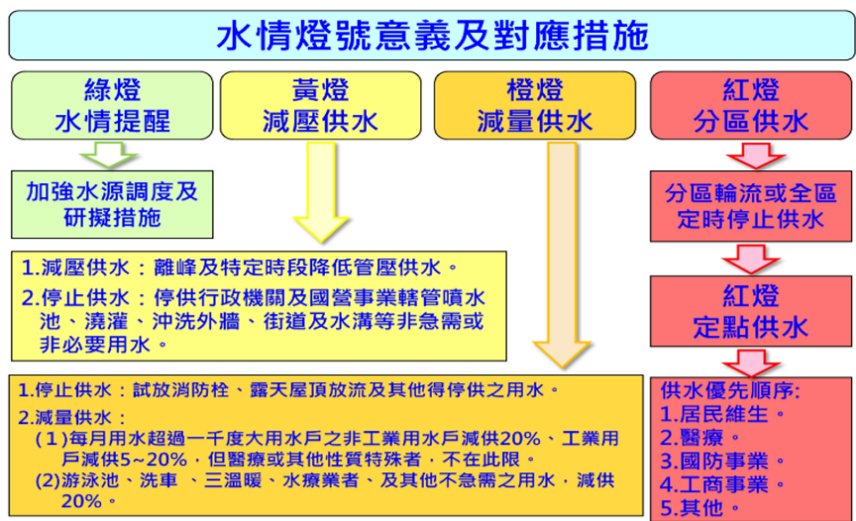 水情燈號意義及對應措施
綠燈
水情提醒
加強水源調度及
研擬措施
黃燈
減壓供水
1.減壓供水：離峰及特定時段降低管壓供水。
2.停止供水：停供行政機關及國營事業轄管噴水
池、澆灌、沖洗外牆、街道及水溝等非急需或
非必要用水。
橙燈
減量供水
1.停止供水：試放消防栓、露天屋頂放流及其他得停供之用水。
2.減量供水：
(1)每月用水超過一千度大用水戶之非工業用水戶減供20%、工業用
戶減供5~20%，但醫療或其他性質特殊者，不在此限。
(2)游泳池、洗車 、三溫暖、水療業者、及其他不急需之用水，減供
20%。
紅燈
分區供水
分區輪流或全區
定時停止供水
紅燈
定點供水
供水優先順序:
1.居民維生。
2.醫療。
3.國防事業。
4.工商事業。
5.其他。